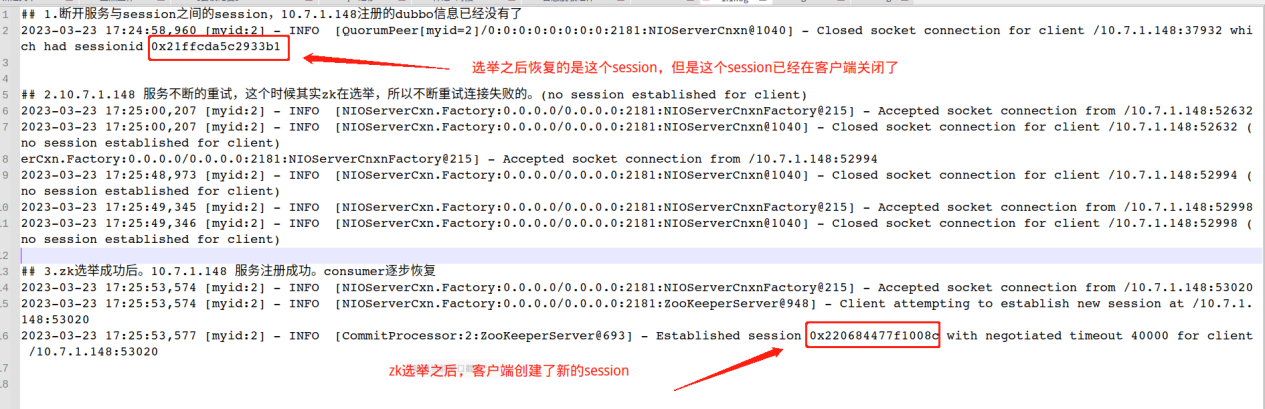 ## 1.断开服务与session之间的session，10.7.1.148注册的dubbo信息已经没有了
2023-03-23 17:24:58,960 [myid:2] - INFO  [QuorumPeer[myid=2]/0:0:0:0:0:0:0:0:2181:NIOServerCnxn@1040] - Closed socket connection for client /10.7.1.148:37932 whi
ch had sessionid 0x21ffcda5c2933b1
选举之后恢复的是这个session，但是这个session已经在客户端关闭了
## 2.10.7.1.148 服务不断的重试，这个时候其实zk在选举，所以不断重试连接失败的。(no session established for client)
2023-03-23 17:25:00,207 [myid:2] - INFO  [NIOServerCxn.Factory:0.0.0.0/0.0.0.0:2181:NIOServerCnxnFactory@215] - Accepted socket connection from /10.7.1.148:52632
2023-03-23 17:25:00,207 [myid:2] - INFO  [NIOServerCxn.Factory:0.0.0.0/0.0.0.0:2181:NIOServerCnxn@1040] - Closed socket connection for client /10.7.1.148:52632 (
no session established for client)
erCxn.Factory:0.0.0.0/0.0.0.0:2181:NIOServerCnxnFactory@215] - Accepted socket connection from /10.7.1.148:52994
2023-03-23 17:25:48,973 [myid:2] - INFO  [NIOServerCxn.Factory:0.0.0.0/0.0.0.0:2181:NIOServerCnxn@1040] - Closed socket connection for client /10.7.1.148:52994 (
no session established for client)
2023-03-23 17:25:49,345 [myid:2] - INFO  [NIOServerCxn.Factory:0.0.0.0/0.0.0.0:2181:NIOServerCnxnFactory@215] - Accepted socket connection from /10.7.1.148:52998
2023-03-23 17:25:49,346 [myid:2] - INFO  [NIOServerCxn.Factory:0.0.0.0/0.0.0.0:2181:NIOServerCnxn@1040] - Closed socket connection for client /10.7.1.148:52998 (
no session established for client)
## 3.zk选举成功后。10.7.1.148 服务注册成功。consumer逐步恢复
2023-03-23 17:25:53,574 [myid:2] - INFO  [NIOServerCxn.Factory:0.0.0.0/0.0.0.0:2181:NIOServerCnxnFactory@215] - Accepted socket connection from /10.7.1.148:53020
2023-03-23 17:25:53,574 [myid:2] - INFO  [NIOServerCxn.Factory:0.0.0.0/0.0.0.0:2181:ZooKeeperServer@948] - Client attempting to establish new session at /10.7.1.
148:53020
2023-03-23 17:25:53,577 [myid:2] - INFO  [CommitProcessor:2:ZooKeeperServer@693] - Established session 0x220684477f1008c with negotiated timeout 40000 for client
/10.7.1.148:53020
zk选举之后，客户端创建了新的session